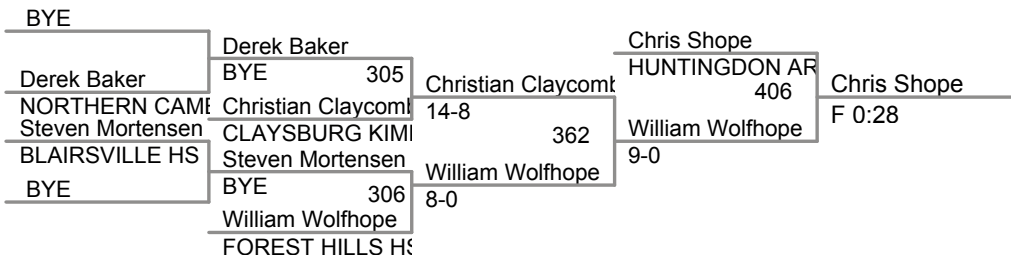 BYE
Derek Baker
NORTHERN CAME
Steven Mortensen
BLAIRSVILLE HS
BYE
Derek Baker
BYE
305
Christian Claycomb
CLAYSBURG KIM
Steven Mortensen
BYE
306
William Wolfhope
FOREST HILLS HS
Christian Claycomb
14-8
362
William Wolfhope
8-0
Chris Shope
HUNTINGDON AR
406
William Wolfhope
9-0
Chris Shope
F 0:28